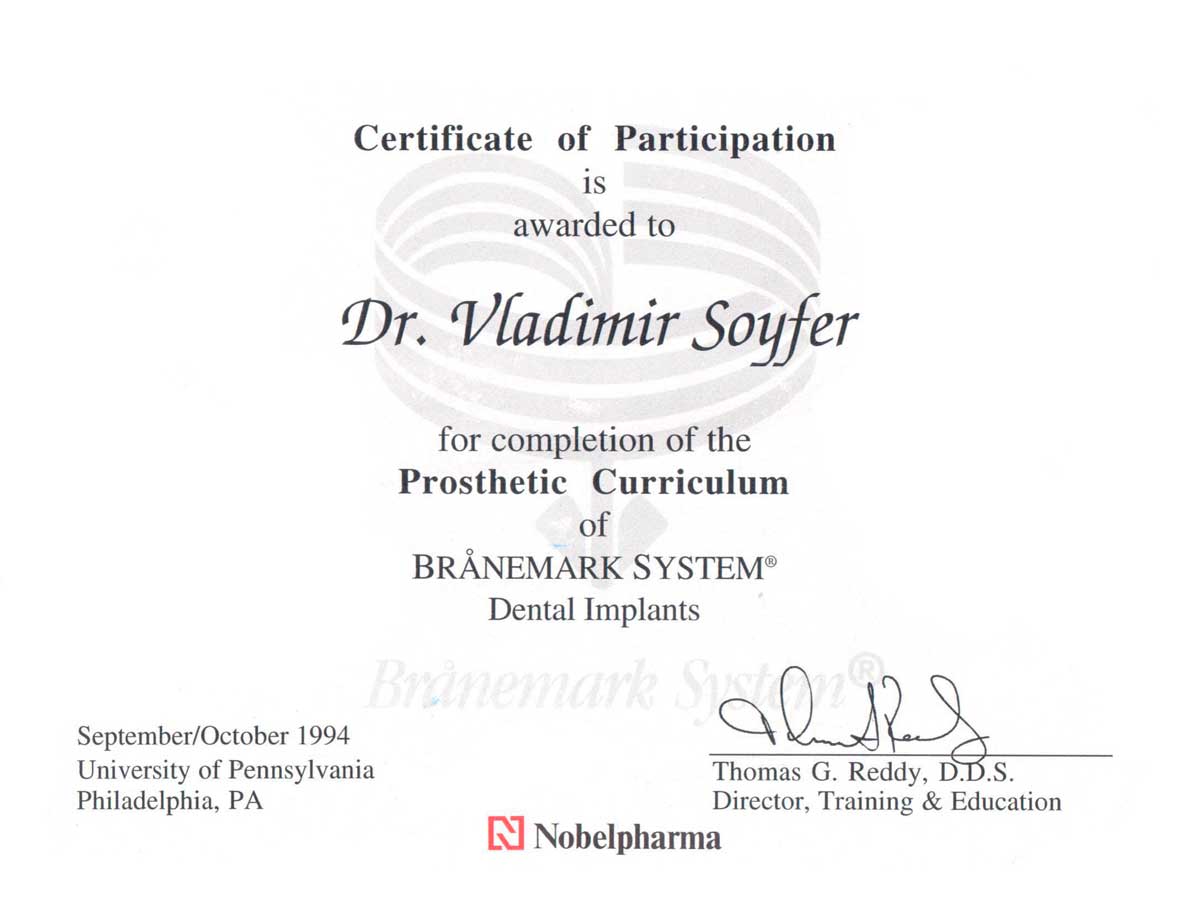 Certificate of Participation
is
awarded to
Dr. Vladimir Soyfer
for completion of the
Prosthetic Curriculum
of
BRÅNEMARK SYSTEM®
Dental Implants
Brånemark System®
September/October 1994
University of Pennsylvania
Philadelphia, PA
Thomas G. Reddy, D.D.S.
Director, Training & Education
Nobelpharma